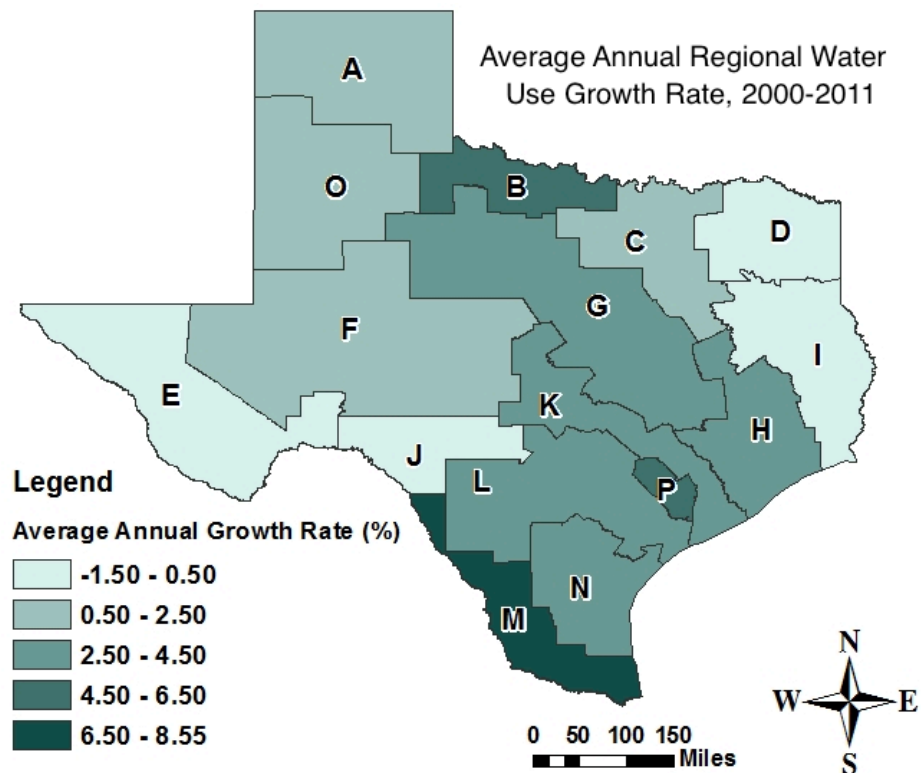 Average Annual Regional Water
Use Growth Rate, 2000-2011
A
O
B
C
D
G
F
I
E
K
H
J
L
P
N
M
Legend
Average Annual Growth Rate (%)
-1.50 - 0.50
0.50 - 2.50
2.50 - 4.50
4.50 - 6.50
6.50 - 8.55
N
W E
S
0 50 100 150
Miles